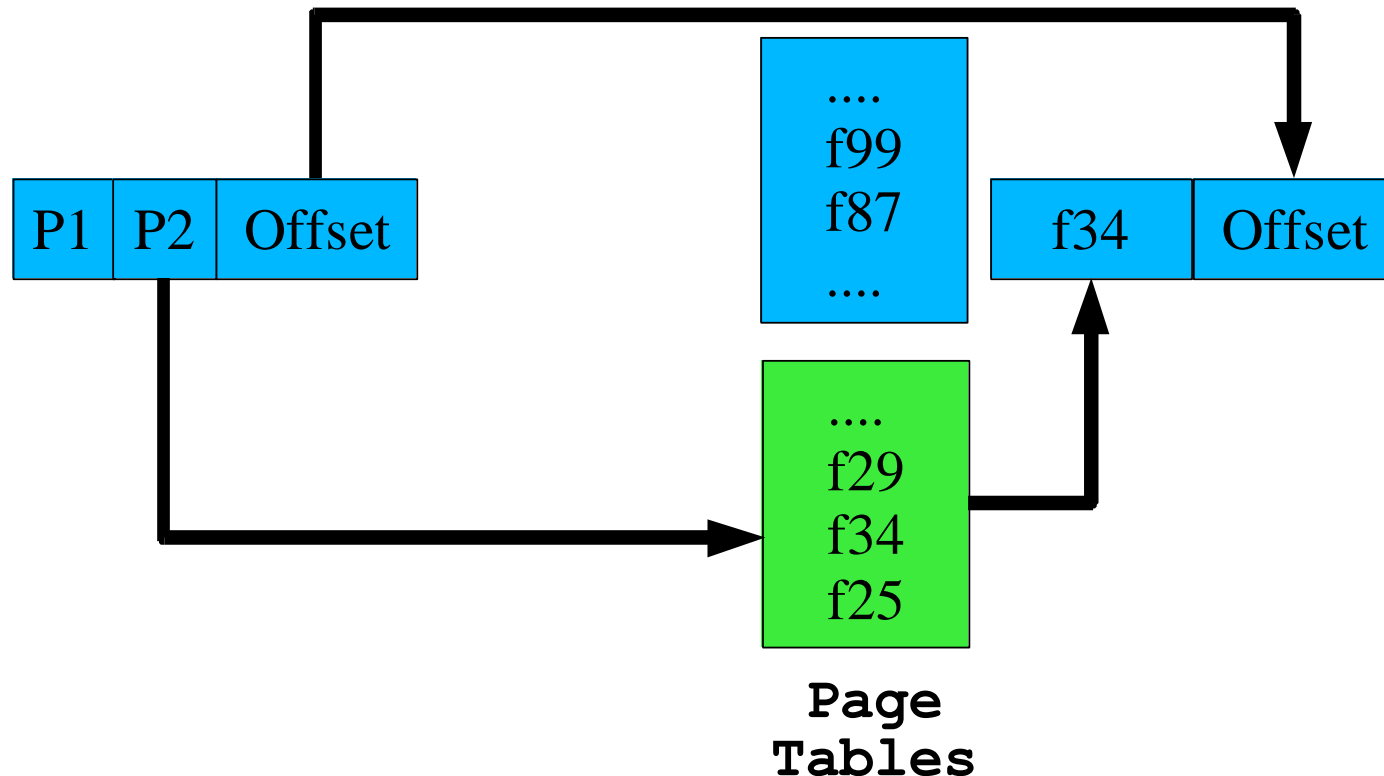 P1 P2 Offset
....
f99
f87
....
f34 Offset
....
f29
f34
f25
Page
Tables